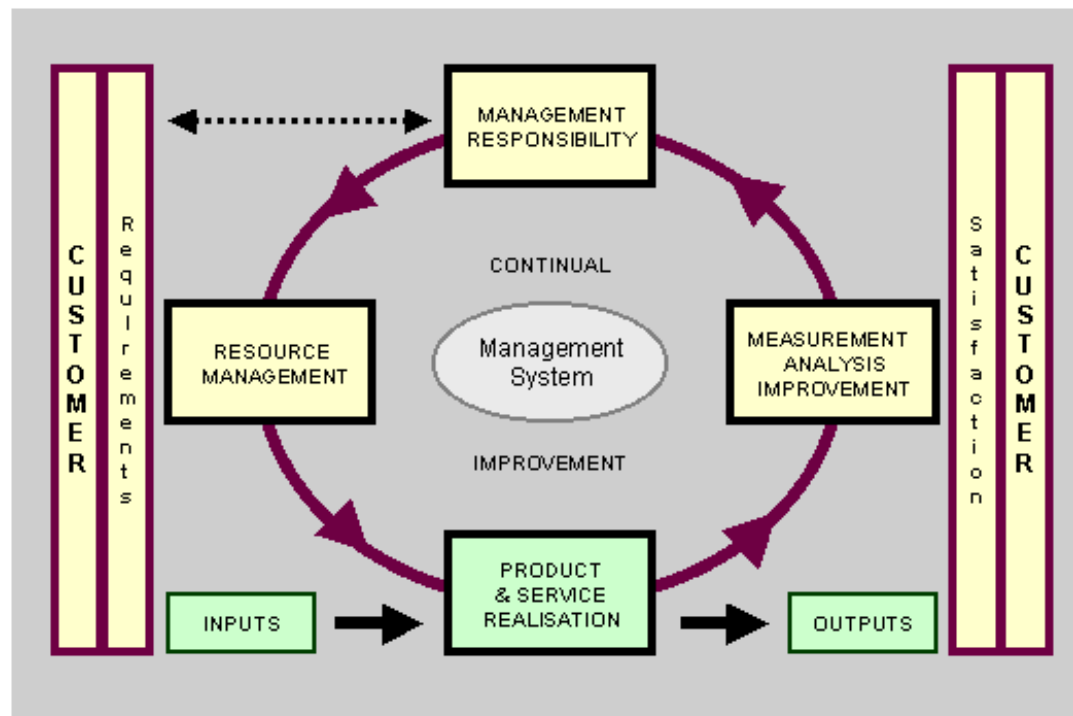 MANAGEMENT
RESPONSIBILITY
CUSTOMER
Requirements
CONTINUAL
Satisfaction
CUSTOMER
RESOURCE
MANAGEMENT
Management
System
MEASUREMENT
ANALYSIS
IMPROVEMENT
IMPROVEMENT
PRODUCT
& SERVICE
REALISATION
INPUTS
OUTPUTS